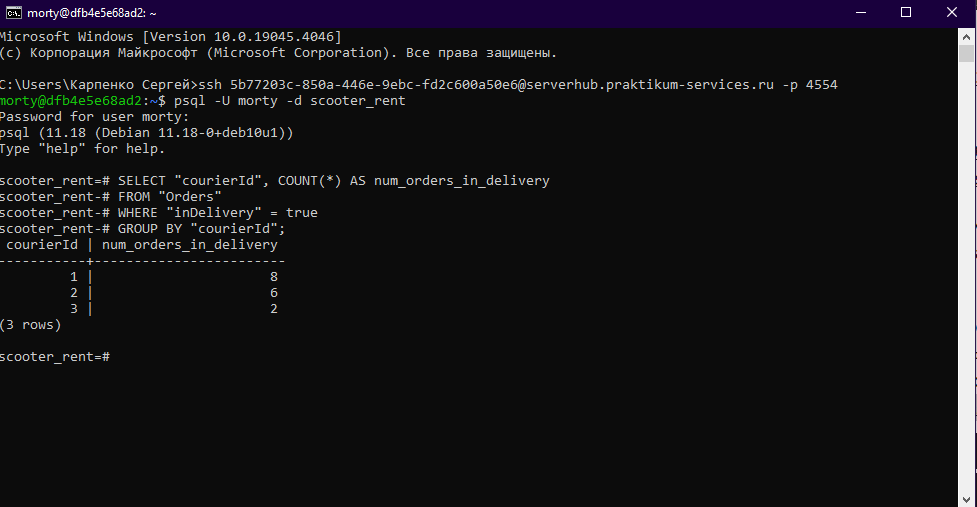 morty@dfb4e5e68ad2: ~
Microsoft Windows [Version 10.0.19045.4046]
(c) Корпорация Майкрософт (Microsoft Corporation). Все права защищены.
C:\Users\Карпенко Сергей>ssh 5b77203c-850a-446e-9ebc-fd2c600a50e6@serverhub.praktikum-services.ru -p 4554
morty@dfb4e5e68ad2:~$ psql -U morty -d scooter_rent
Password for user morty:
psql (11.18 (Debian 11.18-0+deb10u1))
Type "help" for help.
scooter_rent=# SELECT "courierId", COUNT(*) AS num_orders_in_delivery
scooter_rent-# FROM "Orders"
scooter_rent-# WHERE "inDelivery" = true
scooter_rent-# GROUP BY "courierId";
 courierId | num_orders_in_delivery
-----------+------------------------
         1 |                      8
         2 |                      6
         3 |                      2
(3 rows)
scooter_rent=#